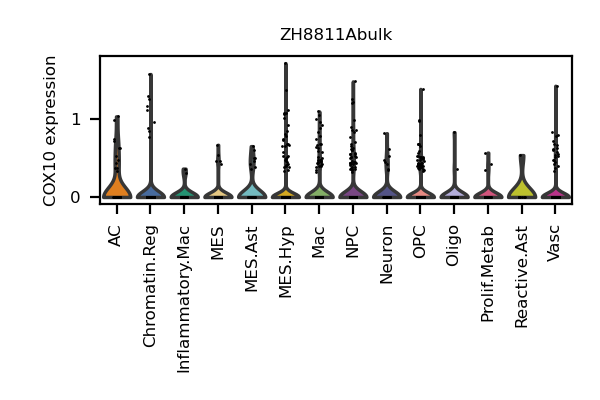 ZH8811Abulk
COX10 expression
1
0
AC
Chromatin.Reg
Inflammatory.Mac
MES
MES.Ast
MES.Hyp
Mac
NPC
Neuron
OPC
Oligo
Prolif.Metab
Reactive.Ast
Vasc